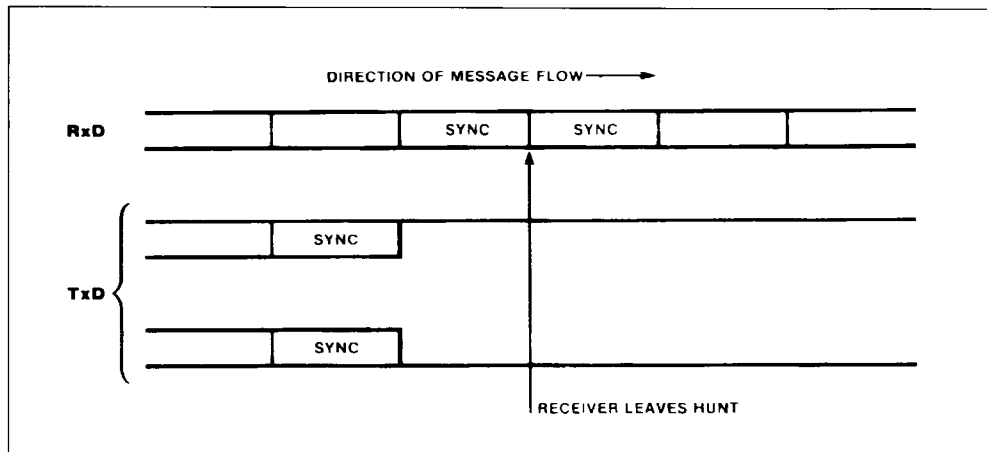 DIRECTION OF MESSAGE FLOW
RxD
SYNC
SYNC
SYNC
TxD
SYNC
RECEIVER LEAVES HUNT